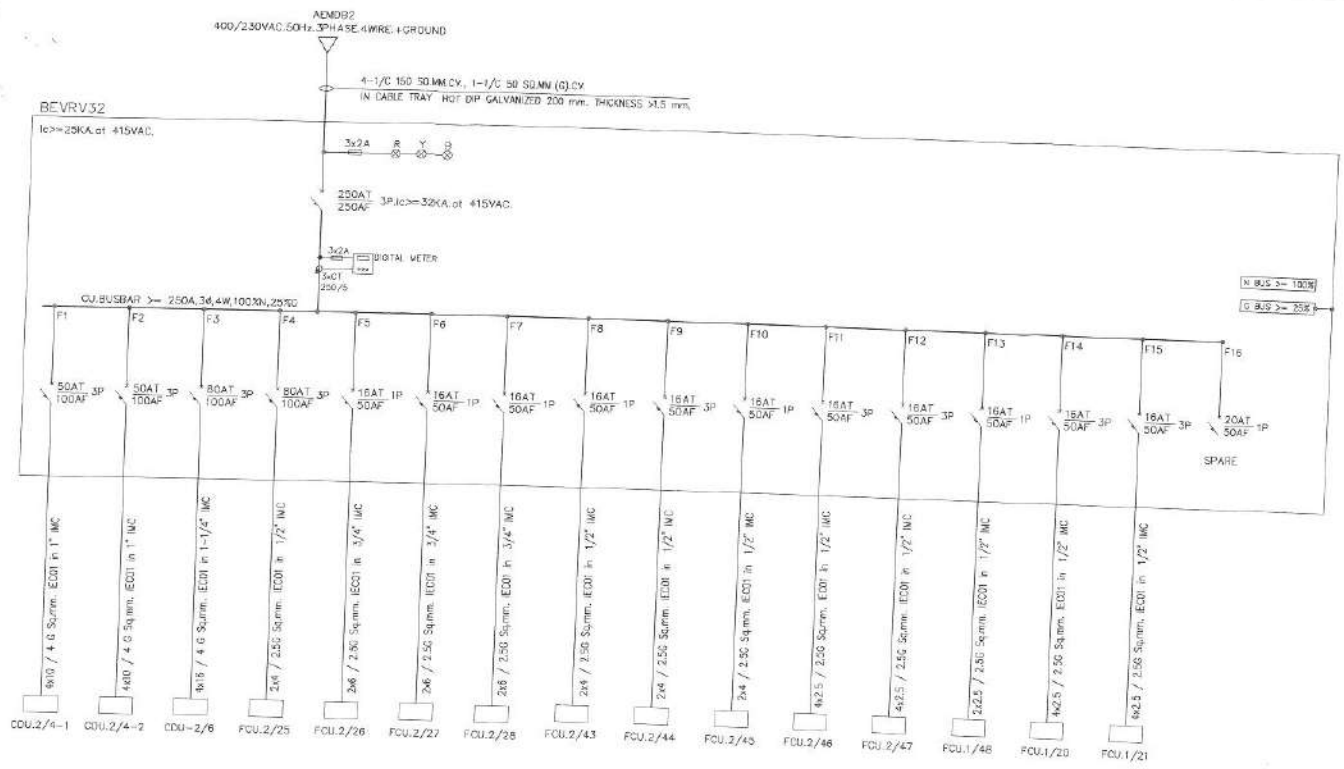 AEMDB2
400/230VAC.50Hz.3PHASE.4WIRE.+GROUND
4-1/C 150 SQ.MM.CV., 1-1/C 50 SQ.MM.(G).CV.
IN CABLE TRAY HOT DIP GALVANIZED 200 mm. THICKNESS >1.5 mm.
BEVRV32
Ic>=25KA.at 415VAC.
3x2A R Y B
250AT
250AF 3P.Ic>=32KA.at 415VAC.
3x2A
DIGITAL METER
3xCT
250/5
N BUS >= 100%
G BUS >= 25%
CU.BUSBAR >= 250A,3ø,4W,100%N,25%G
F1 F2 F3 F4 F5 F6 F7 F8 F9 F10 F11 F12 F13 F14 F15 F16
50AT 3P
100AF
50AT 3P
100AF
80AT 3P
100AF
80AT 3P
100AF
16AT 1P
50AF
16AT 1P
50AF
16AT 1P
50AF
16AT 1P
50AF
16AT 3P
50AF
16AT 1P
50AF
16AT 3P
50AF
16AT 3P
50AF
16AT 1P
50AF
16AT 3P
50AF
16AT 3P
50AF
20AT 1P
50AF
SPARE
4x10 / 4 G Sq.mm. IEC01 in 1" IMC
4x10 / 4 G Sq.mm. IEC01 in 1" IMC
4x16 / 4 G Sq.mm. IEC01 in 1-1/4" IMC
2x4 / 2.5G Sq.mm. IEC01 in 1/2" IMC
2x6 / 2.5G Sq.mm. IEC01 in 3/4" IMC
2x6 / 2.5G Sq.mm. IEC01 in 3/4" IMC
2x6 / 2.5G Sq.mm. IEC01 in 3/4" IMC
2x4 / 2.5G Sq.mm. IEC01 in 1/2" IMC
2x4 / 2.5G Sq.mm. IEC01 in 1/2" IMC
2x4 / 2.5G Sq.mm. IEC01 in 1/2" IMC
4x2.5 / 2.5G Sq.mm. IEC01 in 1/2" IMC
4x2.5 / 2.5G Sq.mm. IEC01 in 1/2" IMC
2x2.5 / 2.5G Sq.mm. IEC01 in 1/2" IMC
4x2.5 / 2.5G Sq.mm. IEC01 in 1/2" IMC
4x2.5 / 2.5G Sq.mm. IEC01 in 1/2" IMC
CDU.2/4-1 CDU.2/4-2 CDU-2/6 FCU.2/25 FCU.2/26 FCU.2/27 FCU.2/28 FCU.2/43 FCU.2/44 FCU.2/45 FCU.2/46 FCU.2/47 FCU.1/48 FCU.1/20 FCU.1/21